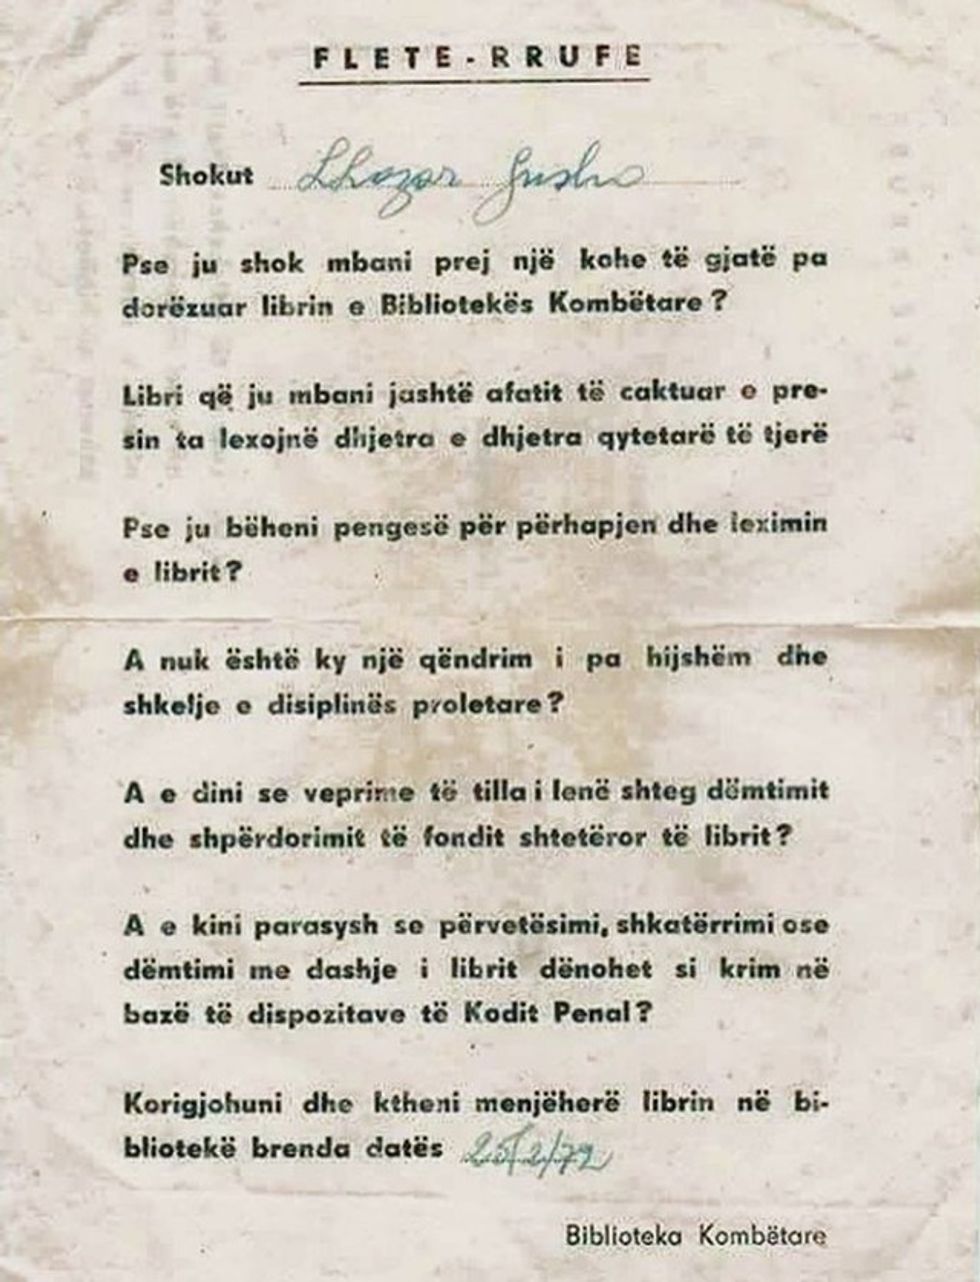 FLETE-RRUFE
Shokut Llazar Gusho
Pse ju shok mbani prej një kohe të gjatë pa
dorëzuar librin e Bibliotekës Kombëtare?
Libri që ju mbani jashtë afatit të caktuar e pre-
sin ta lexojnë dhjetra e dhjetra qytetarë të tjerë
Pse ju bëheni pengesë për përhapjen dhe leximin
e librit?
A nuk është ky një qëndrim i pa hijshëm dhe
shkelje e disiplinës proletare?
A e dini se veprime të tilla i lenë shteg dëmtimit
dhe shpërdorimit të fondit shtetëror të librit?
A e kini parasysh se përvetësimi, shkatërrimi ose
dëmtimi me dashje i librit dënohet si krim në
bazë të dispozitave të Kodit Penal?
Korigjohuni dhe ktheni menjëherë librin në bi-
bliotekë brenda datës 25/2/72
Biblioteka Kombëtare